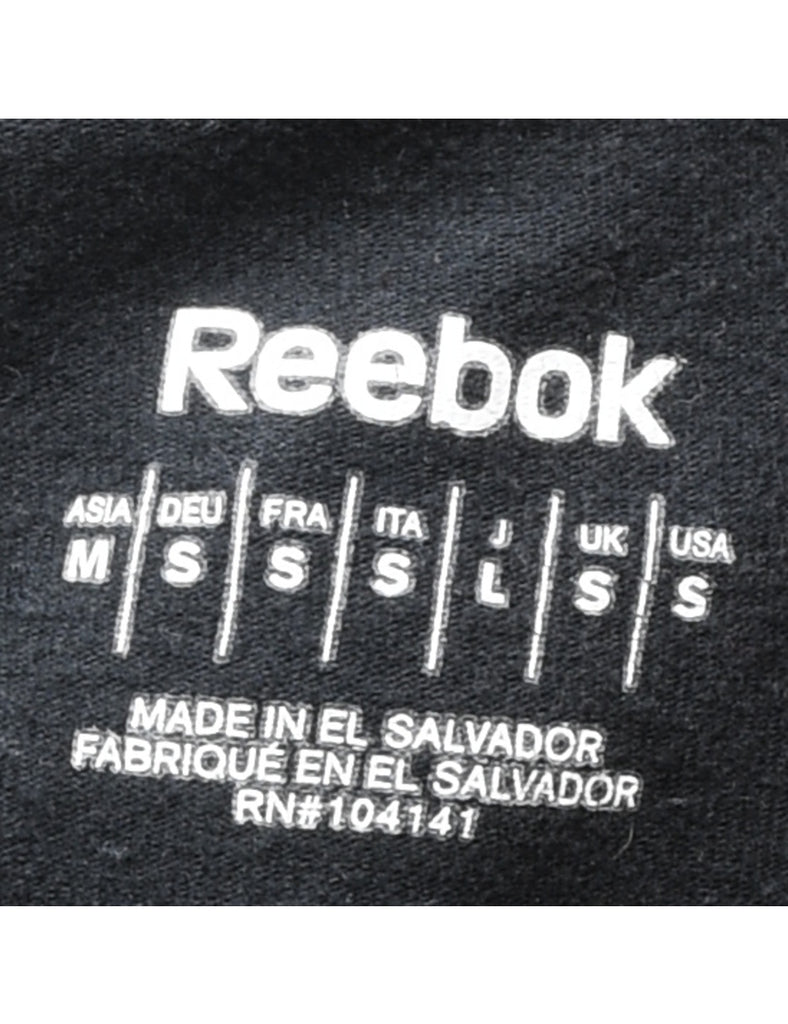 Reebok
ASIA DEU FRA ITA J UK USA
M S S S L S S
MADE IN EL SALVADOR
FABRIQUÉ EN EL SALVADOR
RN#104141